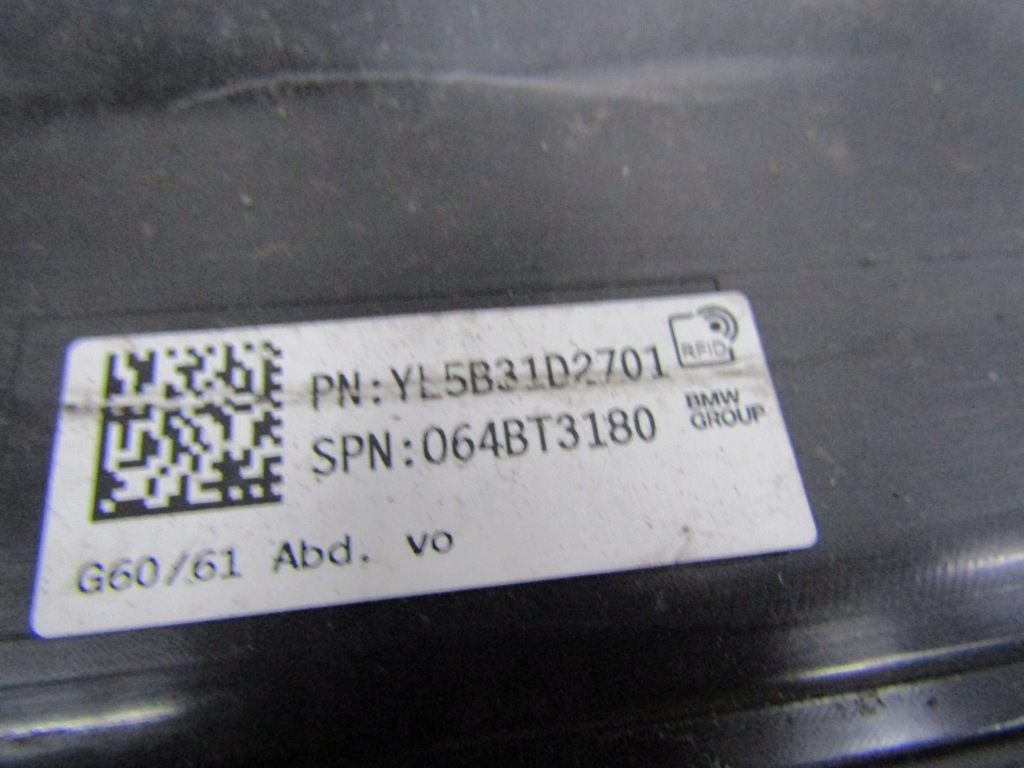 RFID
PN:YL5B31D2701
BMW
GROUP
SPN:064BT3180
G60/61 Abd. vo